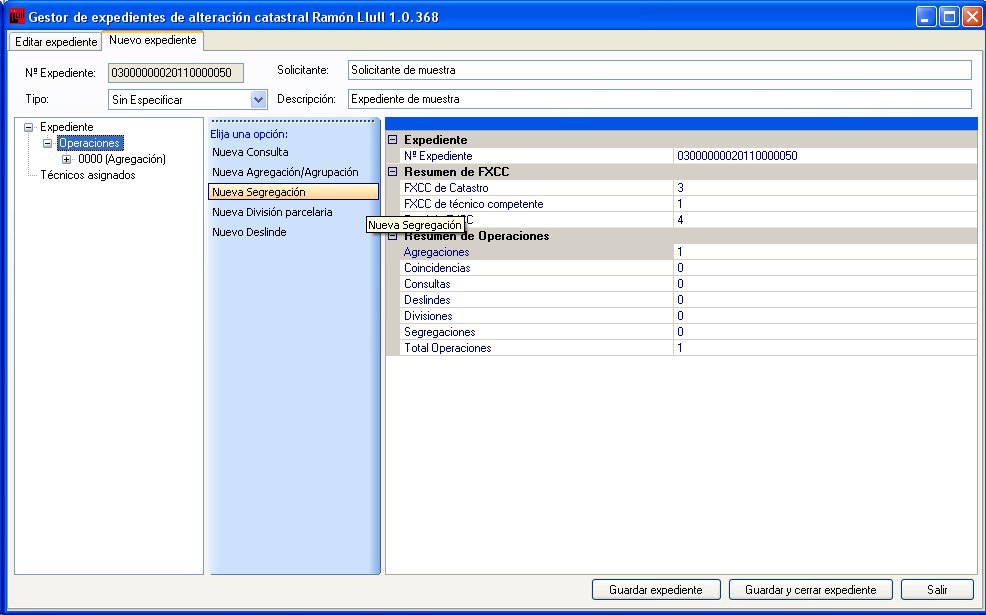 Gestor de expedientes de alteración catastral Ramón Llull 1.0.368
Editar expediente
Nuevo expediente
Nº Expediente: 03000000020110000050
Solicitante: Solicitante de muestra
Tipo: Sin Especificar
Descripción: Expediente de muestra
Expediente
Operaciones
0000 (Agregación)
Técnicos asignados
Elija una opción:
Nueva Consulta
Nueva Agregación/Agrupación
Nueva Segregación
Nueva División parcelaria
Nuevo Deslinde
Nueva Segregación
Expediente
Nº Expediente 03000000020110000050
Resumen de FXCC
FXCC de Catastro 3
FXCC de técnico competente 1
4
Resumen de Operaciones
Agregaciones 1
Coincidencias 0
Consultas 0
Deslindes 0
Divisiones 0
Segregaciones 0
Total Operaciones 1
Guardar expediente
Guardar y cerrar expediente
Salir